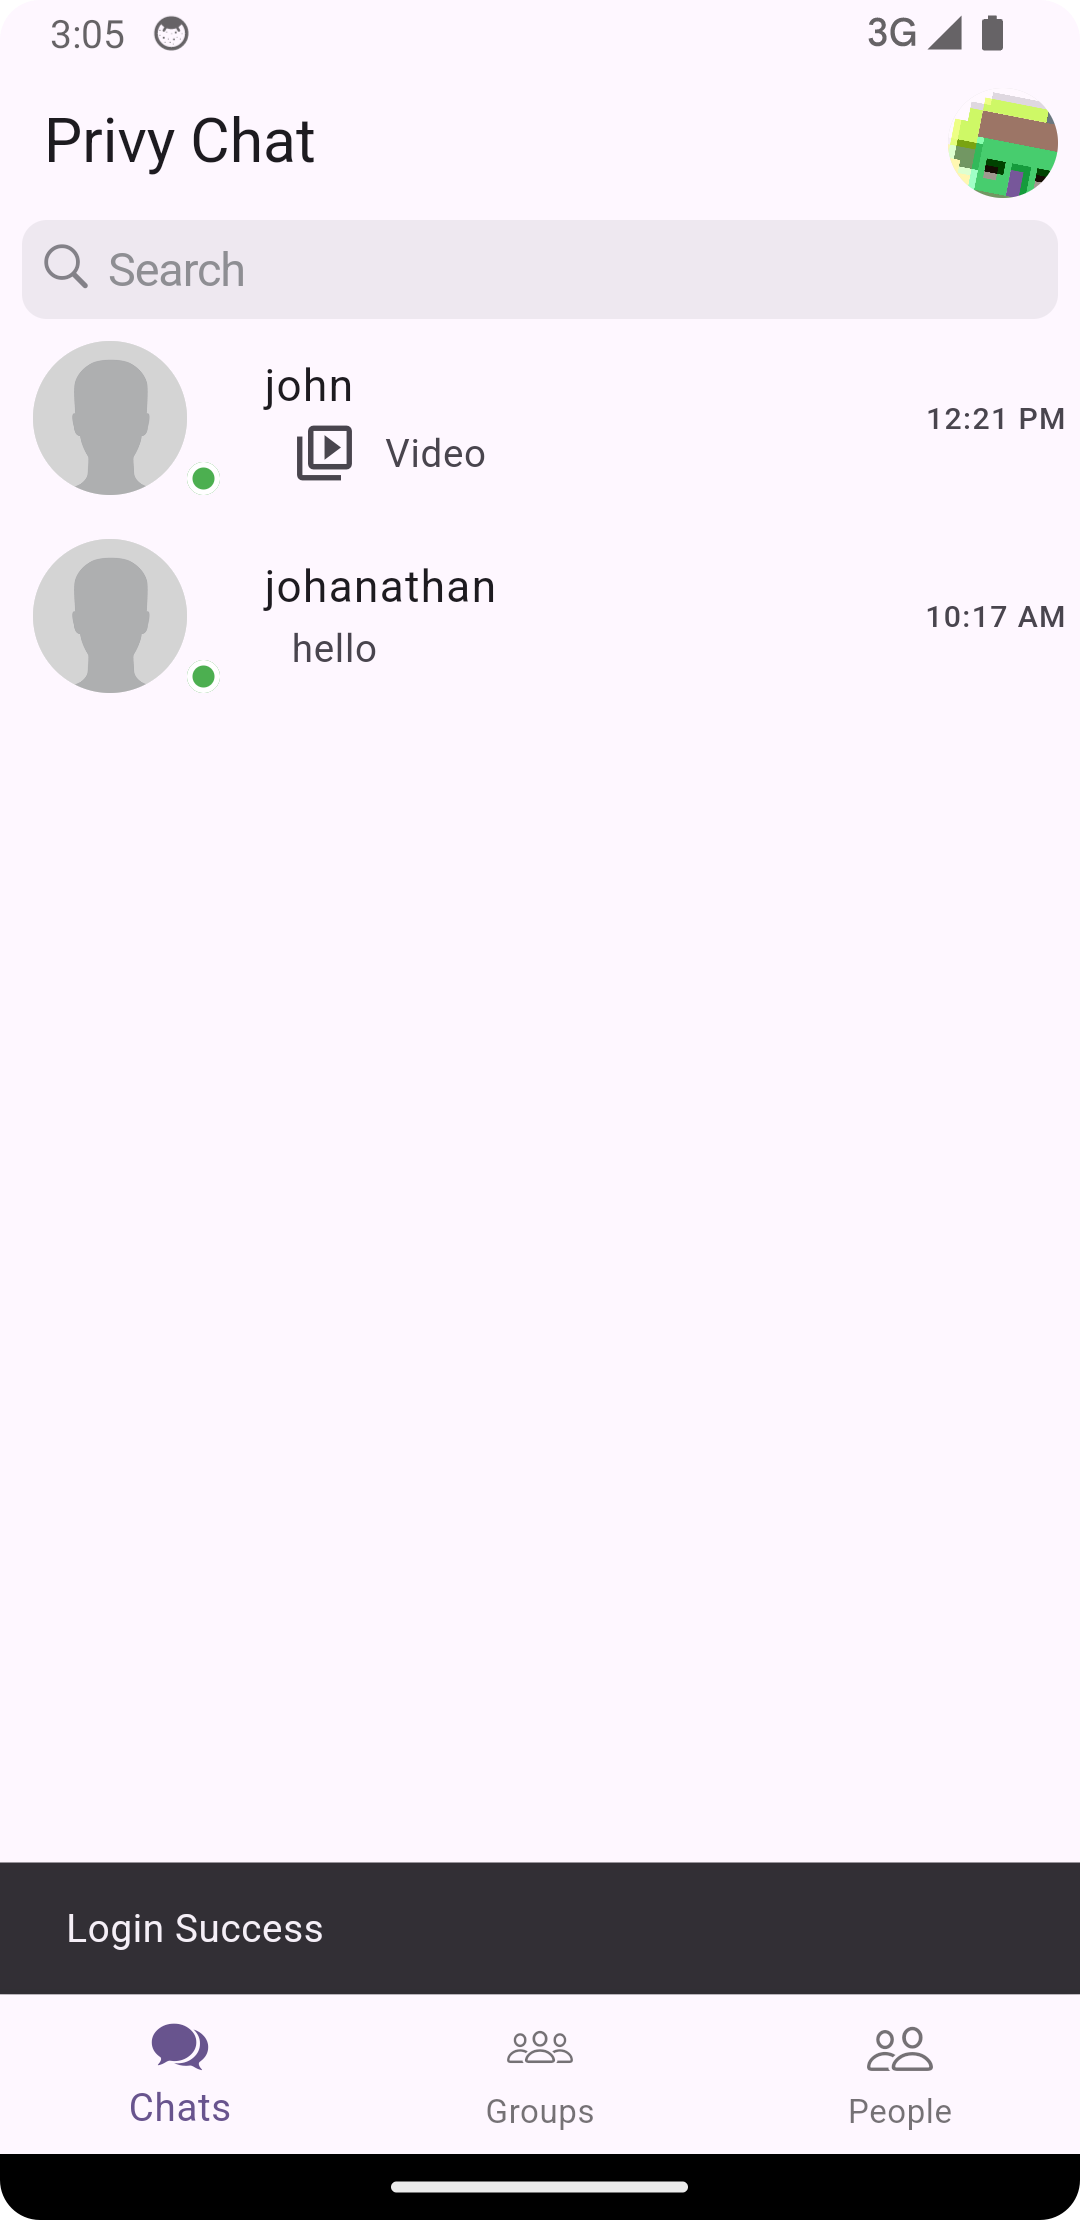 3:05
3G
Privy Chat
Search
john
Video
12:21 PM
johanathan
hello
10:17 AM
Login Success
Chats
Groups
People